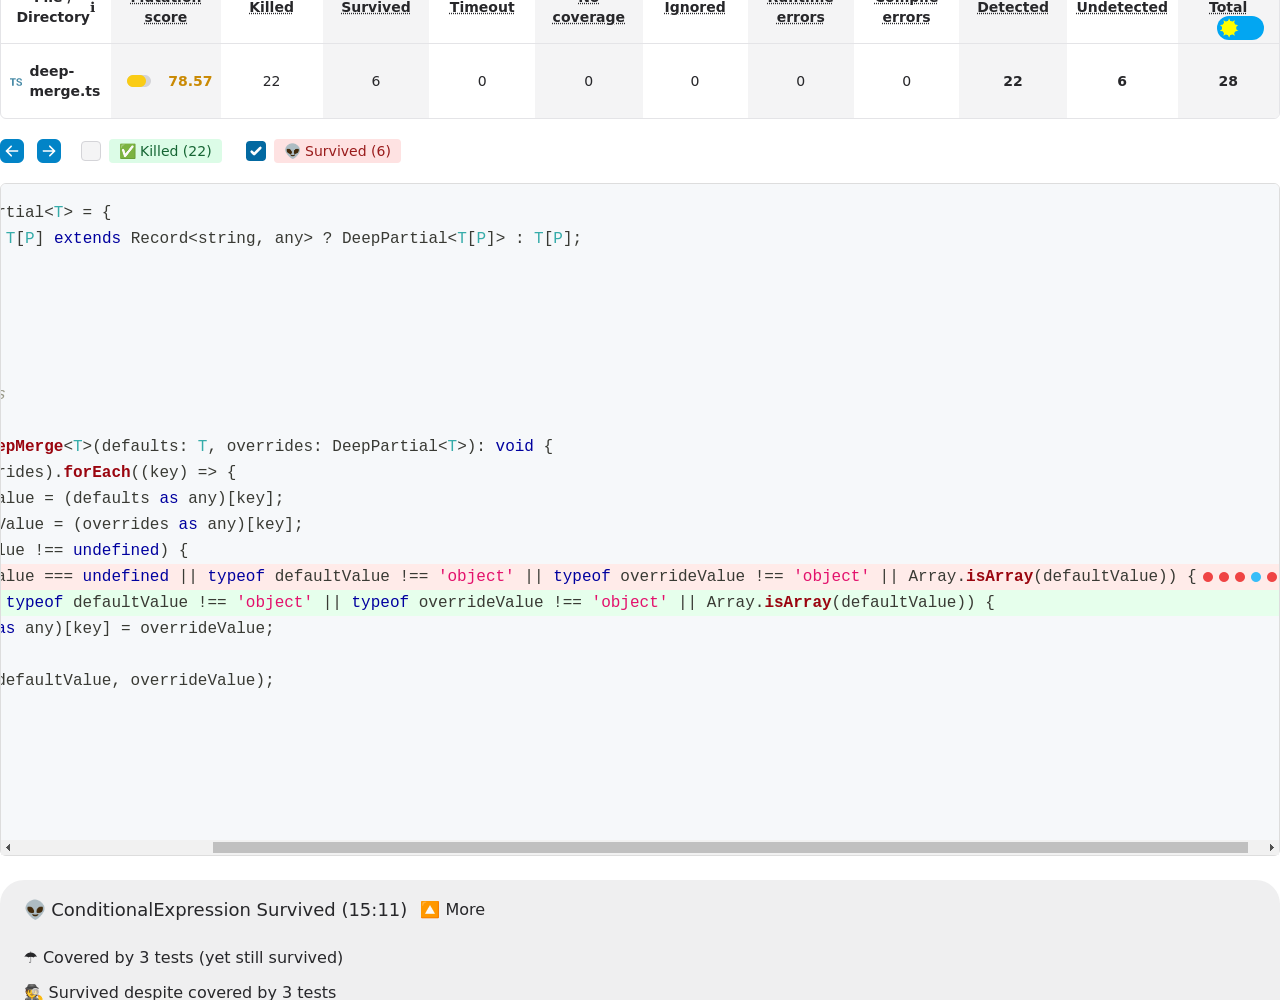 Directory
ℹ
score
Killed
Survived
Timeout
coverage
Ignored
errors
errors
Detected
Undetected
Total
TS
deep-
merge.ts
78.57
22
6
0
0
0
0
0
22
6
28
✅ Killed (22)
👽 Survived (6)
rtial<T> = {
T[P] extends Record<string, any> ? DeepPartial<T[P]> : T[P];
s
epMerge<T>(defaults: T, overrides: DeepPartial<T>): void {
rides).forEach((key) => {
alue = (defaults as any)[key];
Value = (overrides as any)[key];
lue !== undefined) {
alue === undefined || typeof defaultValue !== 'object' || typeof overrideValue !== 'object' || Array.isArray(defaultValue)) {
typeof defaultValue !== 'object' || typeof overrideValue !== 'object' || Array.isArray(defaultValue)) {
as any)[key] = overrideValue;
defaultValue, overrideValue);
👽 ConditionalExpression Survived (15:11) 🔼 More
☂ Covered by 3 tests (yet still survived)
🕵 Survived despite covered by 3 tests